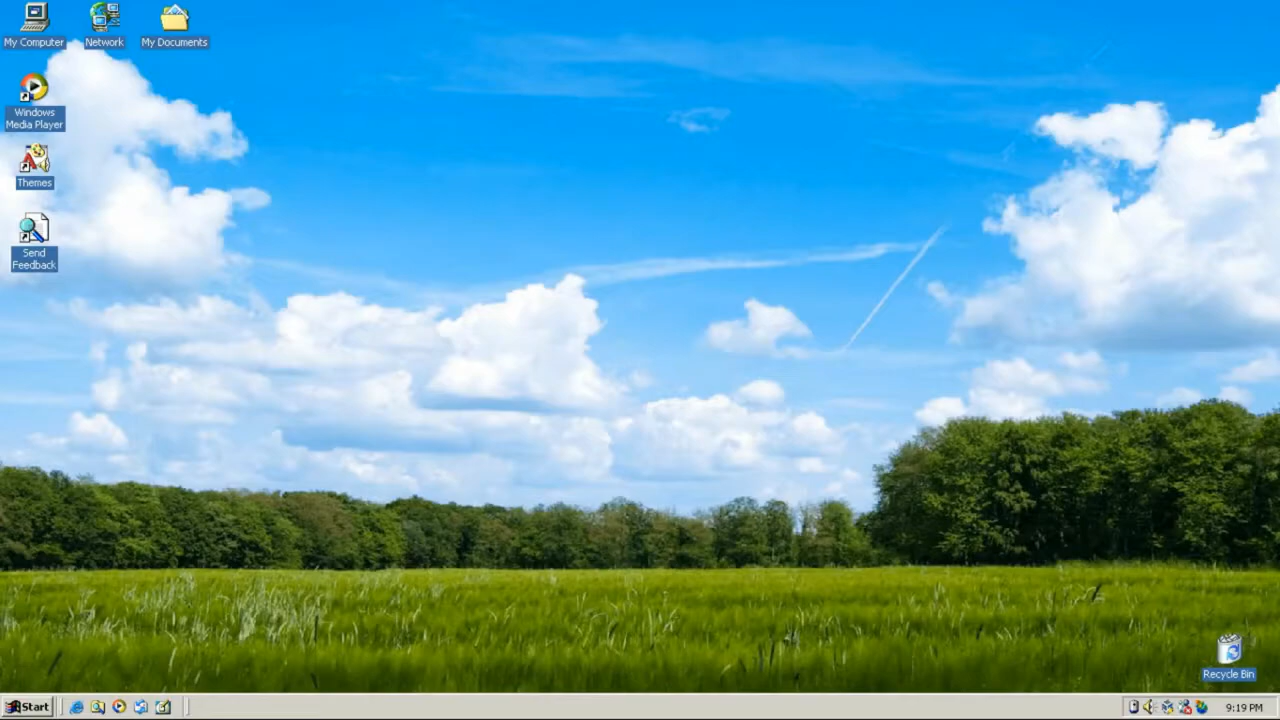 My Computer
Network
My Documents
Windows
Media Player
Themes
Send
Feedback
Recycle Bin
Start
9:19 PM